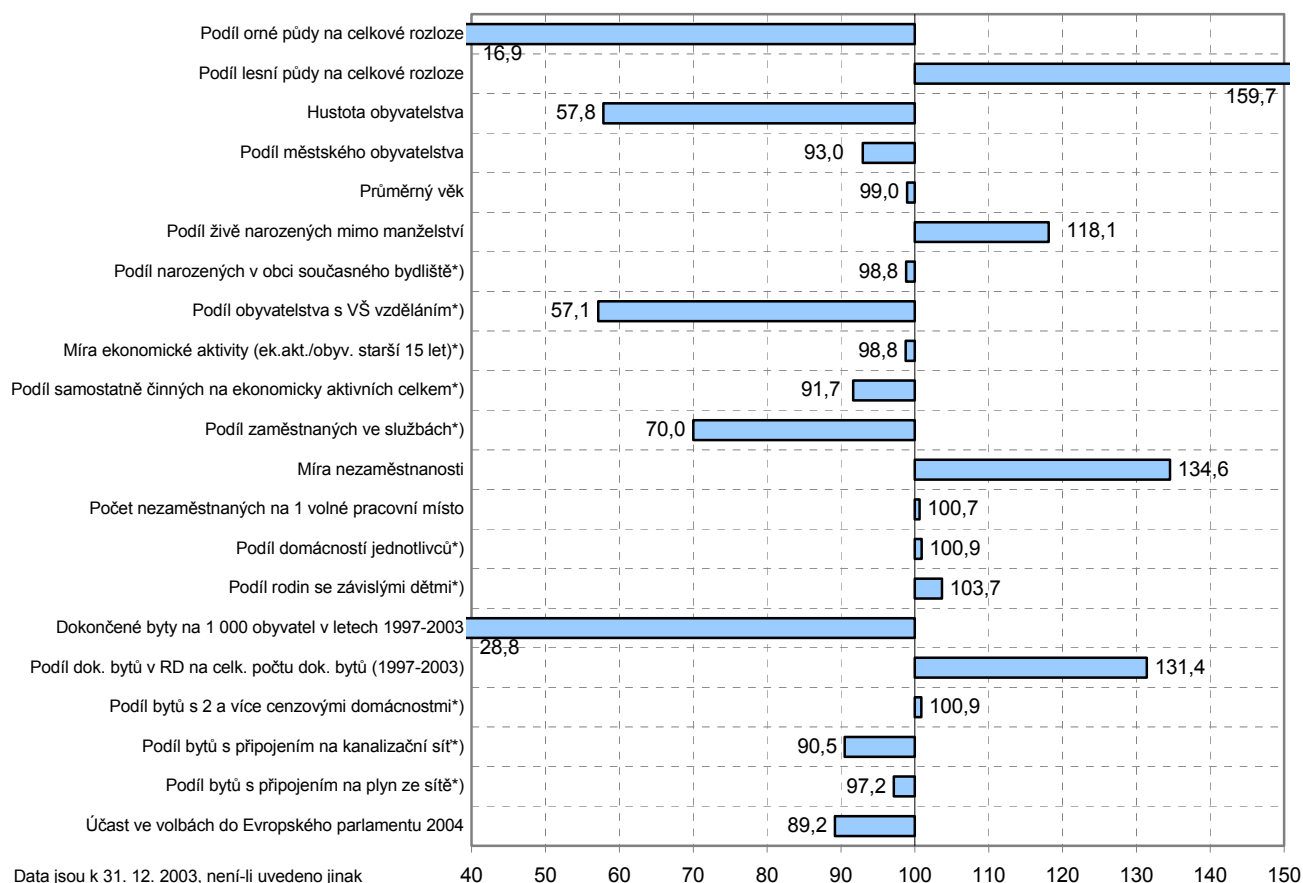 Podíl orné půdy na celkové rozloze
16,9
Podíl lesní půdy na celkové rozloze
159,7
Hustota obyvatelstva
57,8
Podíl městského obyvatelstva
93,0
Průměrný věk
99,0
Podíl živě narozených mimo manželství
118,1
Podíl narozených v obci současného bydliště*)
98,8
Podíl obyvatelstva s VŠ vzděláním*)
57,1
Míra ekonomické aktivity (ek.akt./obyv. starší 15 let)*)
98,8
Podíl samostatně činných na ekonomicky aktivních celkem*)
91,7
Podíl zaměstnaných ve službách*)
70,0
Míra nezaměstnanosti
134,6
Počet nezaměstnaných na 1 volné pracovní místo
100,7
Podíl domácností jednotlivců*)
100,9
Podíl rodin se závislými dětmi*)
103,7
Dokončené byty na 1 000 obyvatel v letech 1997-2003
28,8
Podíl dok. bytů v RD na celk. počtu dok. bytů (1997-2003)
131,4
Podíl bytů s 2 a více cenzovými domácnostmi*)
100,9
Podíl bytů s připojením na kanalizační síť*)
90,5
Podíl bytů s připojením na plyn ze sítě*)
97,2
Účast ve volbách do Evropského parlamentu 2004
89,2
40 50 60 70 80 90 100 110 120 130 140 150
Data jsou k 31. 12. 2003, není-li uvedeno jinak